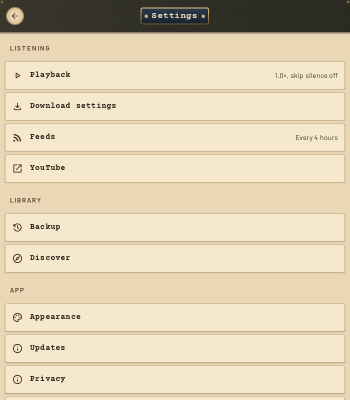 Settings
LISTENING
Playback 1.0×, skip silence off
Download settings
Feeds Every 4 hours
YouTube
LIBRARY
Backup
Discover
APP
Appearance
Updates
Privacy